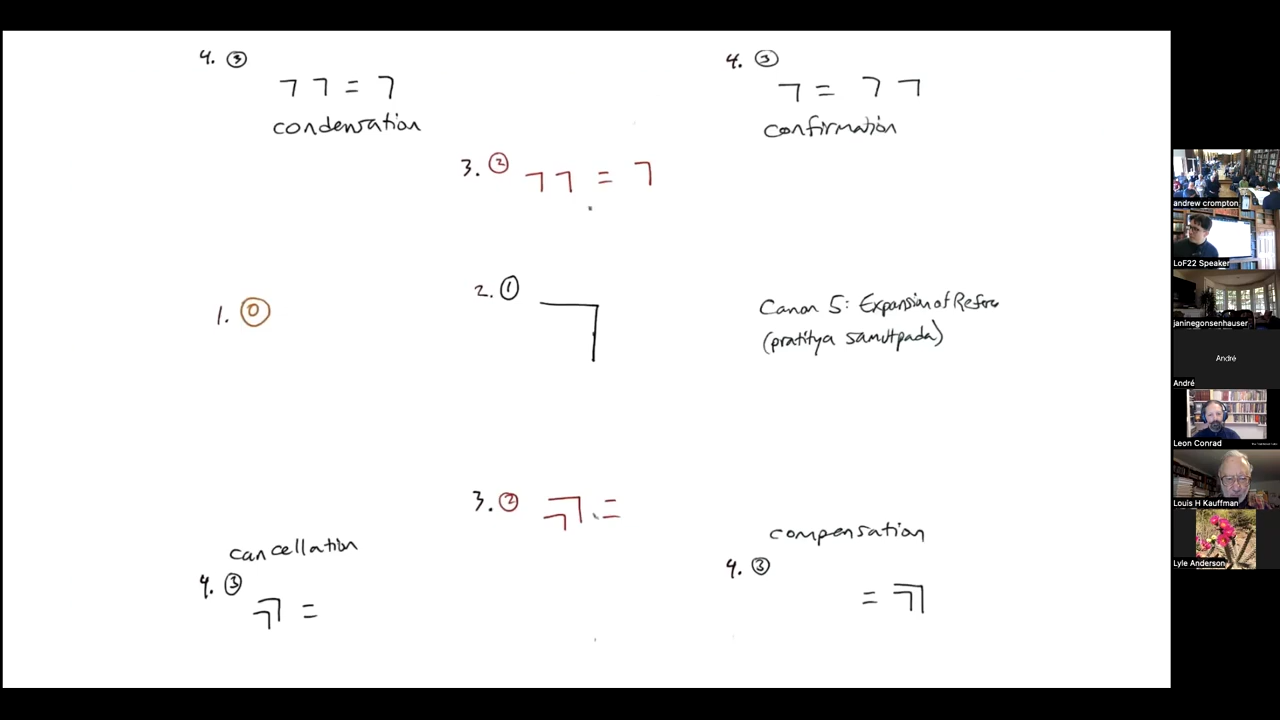 4. ③ 4. ③
┐ ┐ = ┐ ┐ = ┐ ┐
condensation confirmation
3. ② ┐ ┐ = ┐
1. ⓪ 2. ① ┐ Canon 5: Expansion of
(pratitya samutpada)
3. ② ┐┐ =
cancellation compensation
4. ③ 4. ③
┐┐ = = ┐┐
andrew crompton
LoF22 Speaker
janinegonsenhauser
André
André
Leon Conrad
Louis H Kauffman
Lyle Anderson